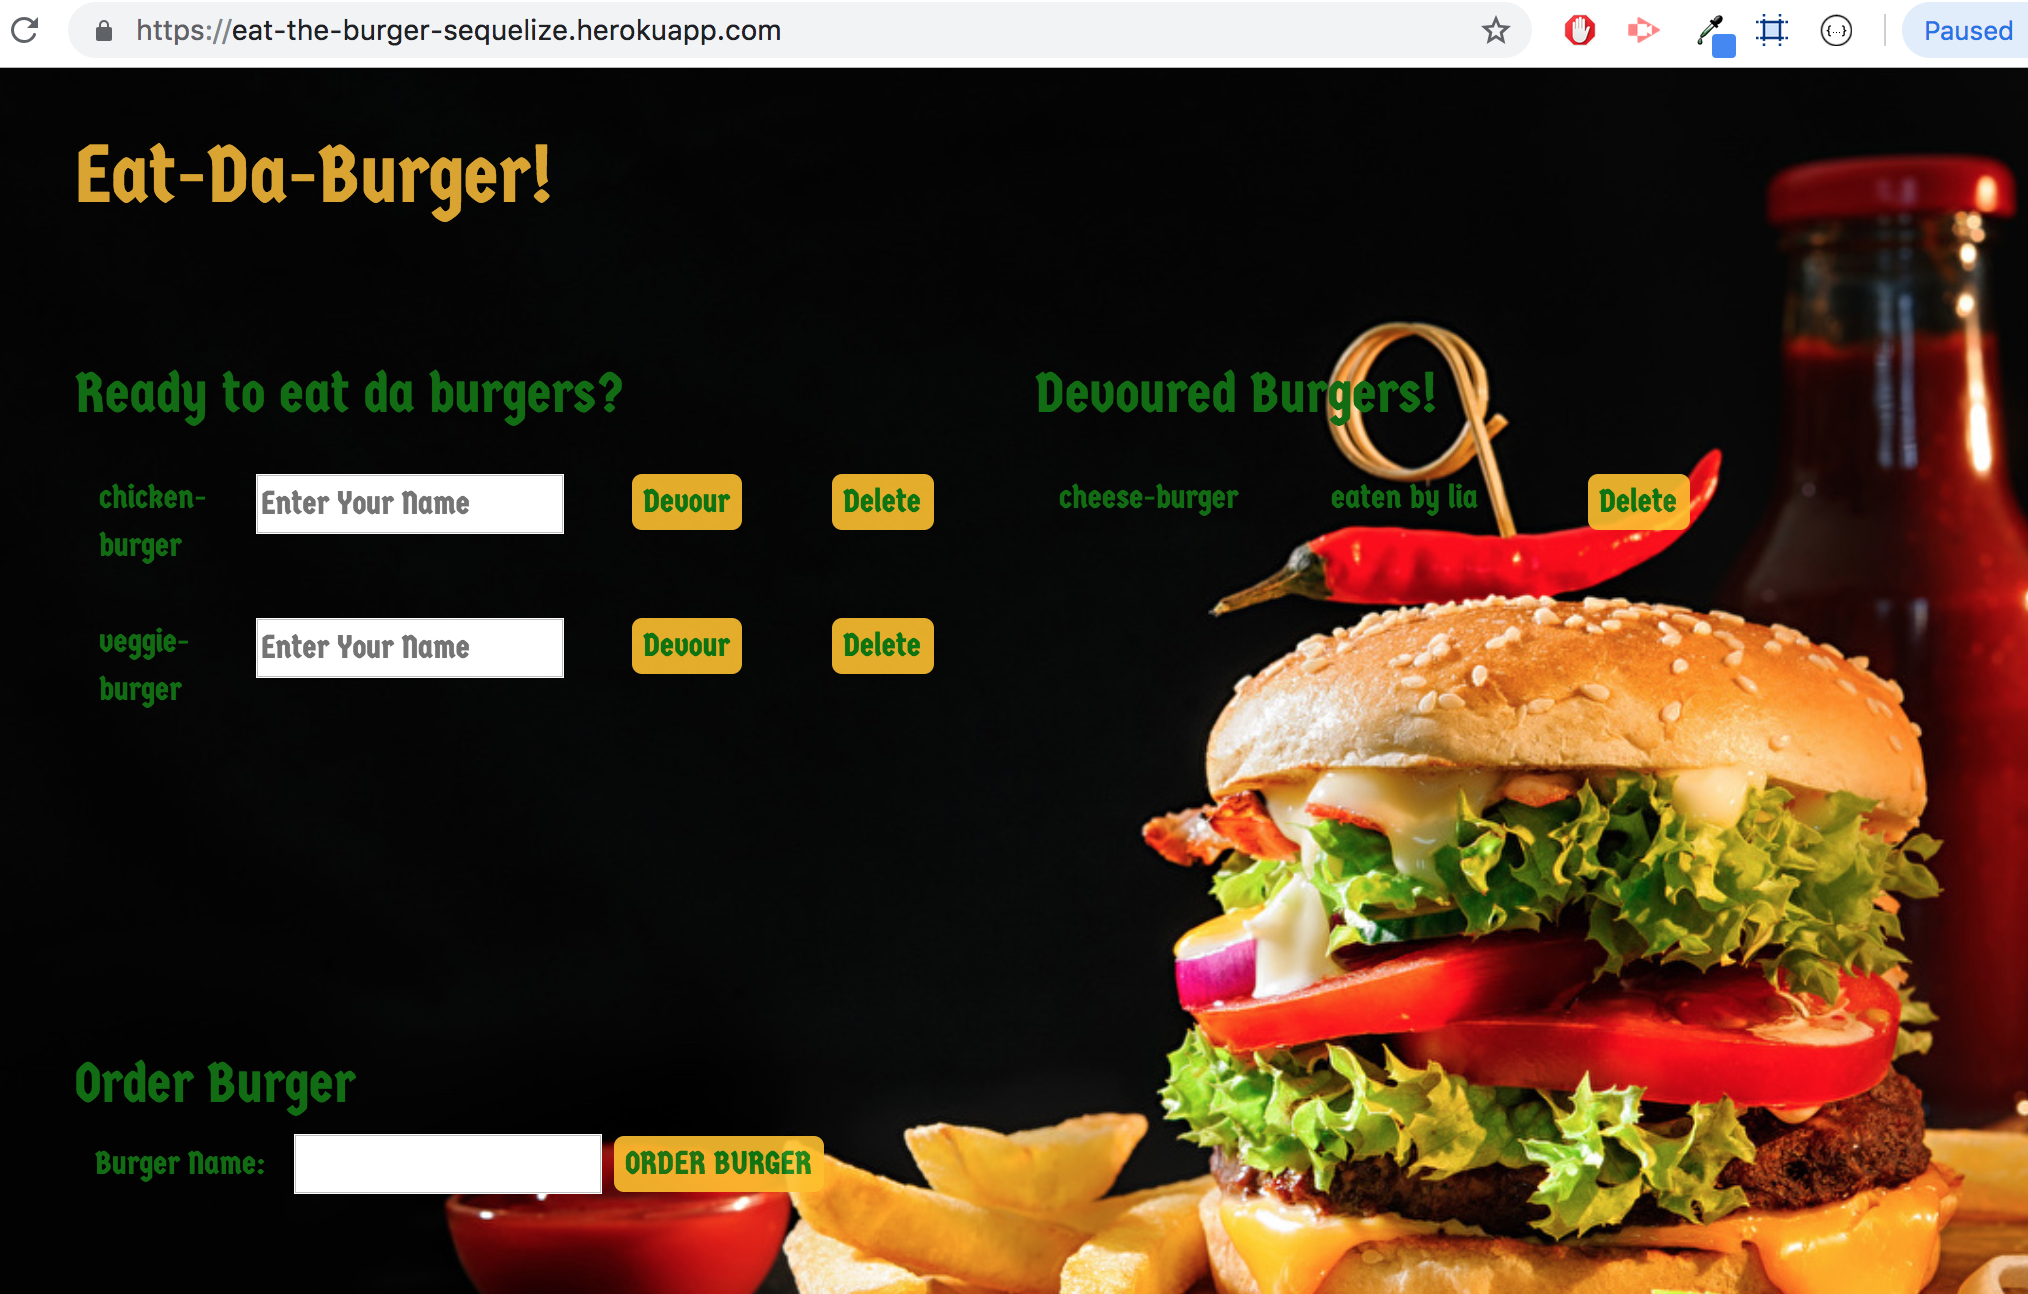 https://eat-the-burger-sequelize.herokuapp.com
Paused
Eat-Da-Burger!
Ready to eat da burgers?
chicken-
burger
Enter Your Name
Devour
Delete
veggie-
burger
Enter Your Name
Devour
Delete
Devoured Burgers!
cheese-burger
eaten by lia
Delete
Order Burger
Burger Name:
ORDER BURGER